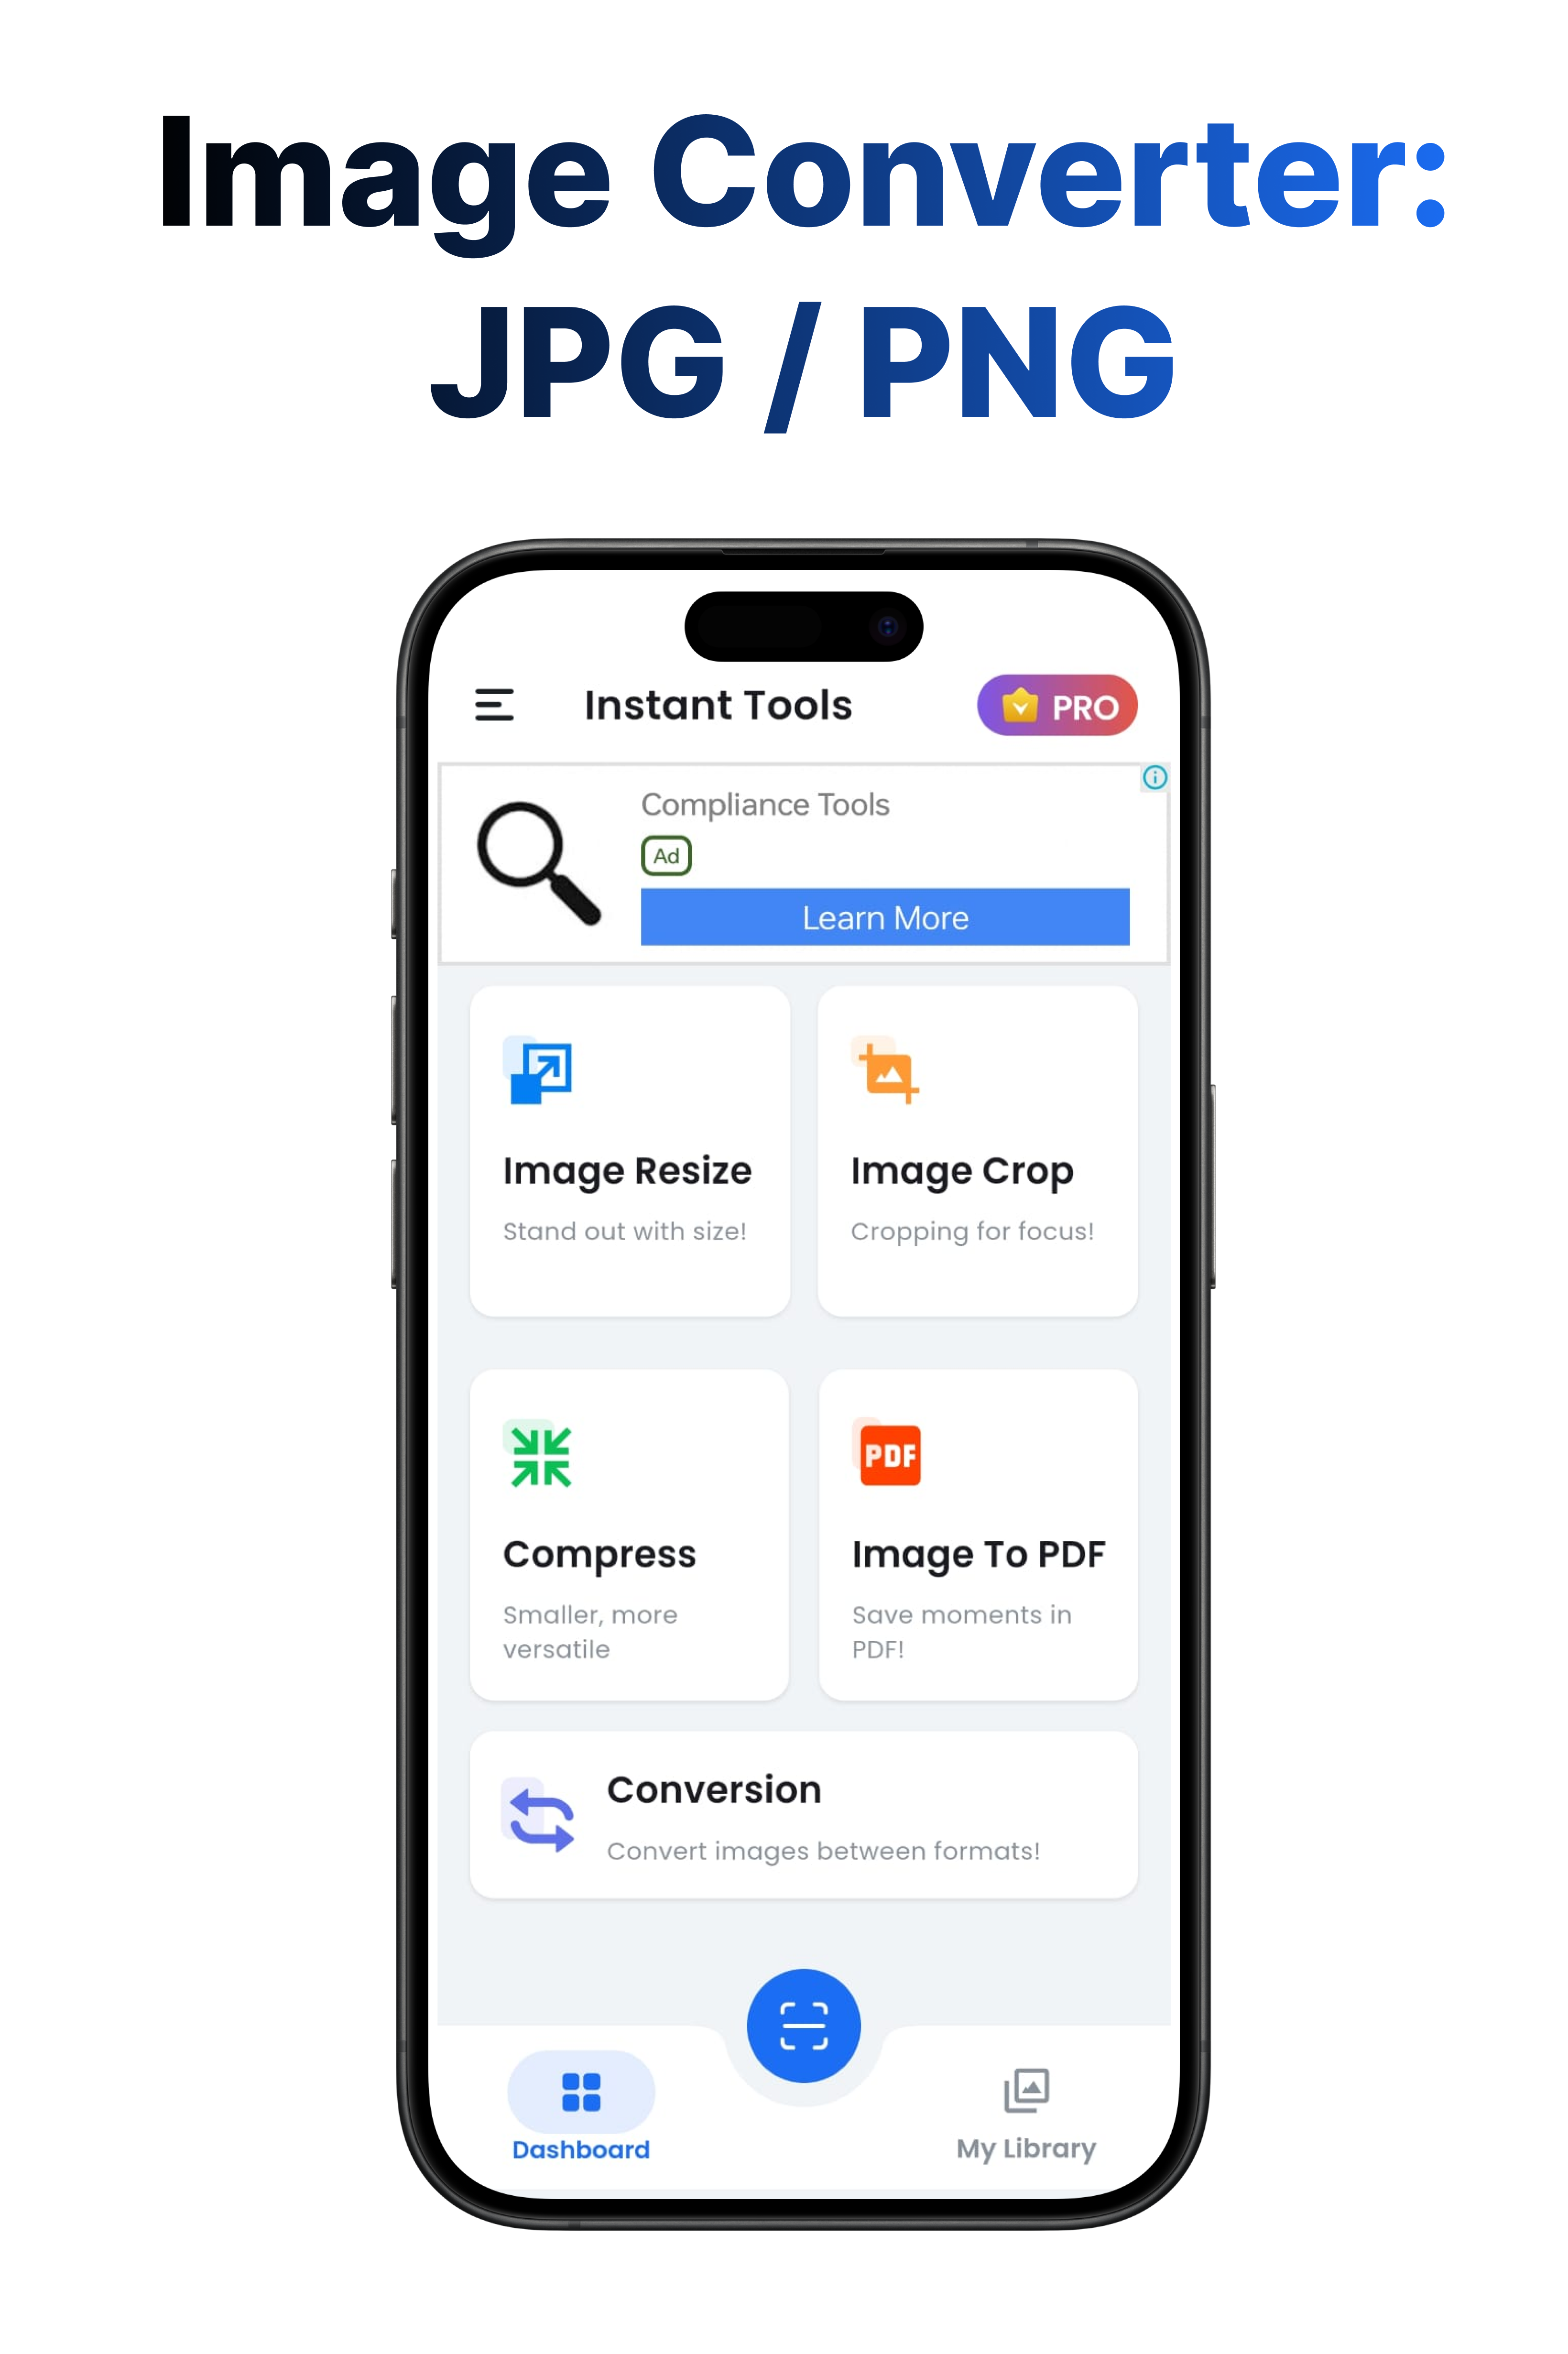 Image Converter:
JPG / PNG
Instant Tools
PRO
Compliance Tools
Ad
Learn More
Image Resize
Stand out with size!
Image Crop
Cropping for focus!
Compress
Smaller, more
versatile
PDF
Image To PDF
Save moments in
PDF!
Conversion
Convert images between formats!
Dashboard
My Library